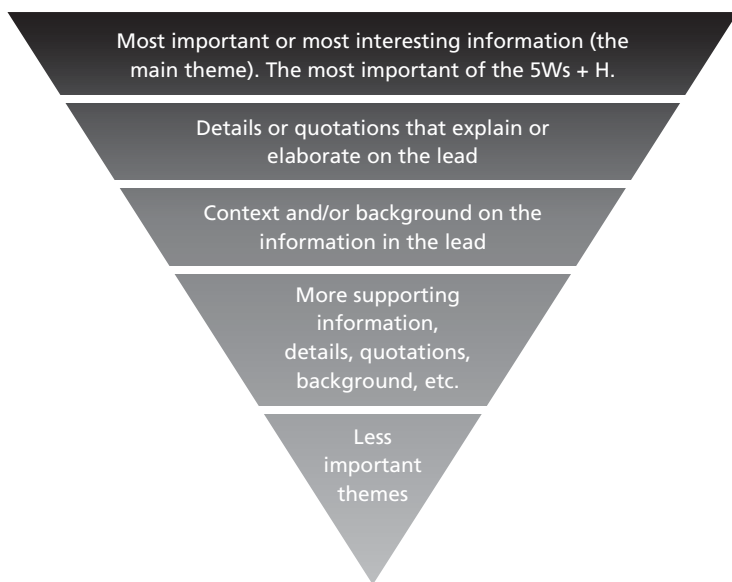 Most important or most interesting information (the
main theme). The most important of the 5Ws + H.
Details or quotations that explain or
elaborate on the lead
Context and/or background on the
information in the lead
More supporting
information,
details, quotations,
background, etc.
Less
important
themes